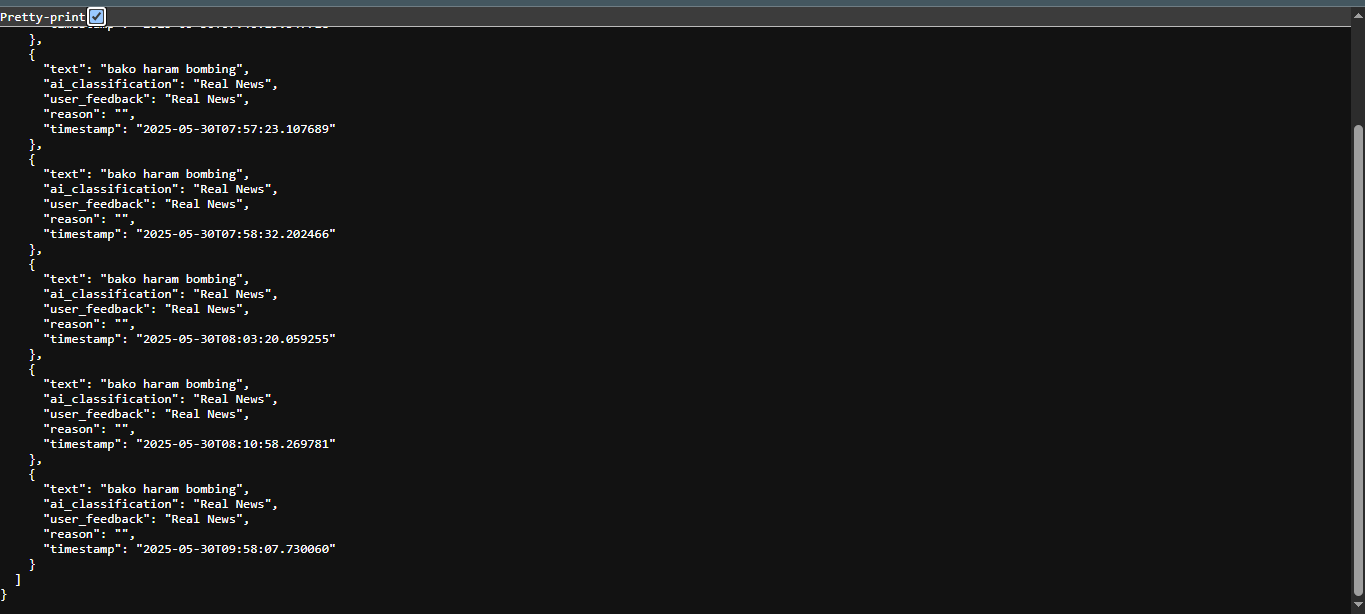 Pretty-print
},
{
"text": "bako haram bombing",
"ai_classification": "Real News",
"user_feedback": "Real News",
"reason": "",
"timestamp": "2025-05-30T07:57:23.107689"
},
{
"text": "bako haram bombing",
"ai_classification": "Real News",
"user_feedback": "Real News",
"reason": "",
"timestamp": "2025-05-30T07:58:32.202466"
},
{
"text": "bako haram bombing",
"ai_classification": "Real News",
"user_feedback": "Real News",
"reason": "",
"timestamp": "2025-05-30T08:03:20.059255"
},
{
"text": "bako haram bombing",
"ai_classification": "Real News",
"user_feedback": "Real News",
"reason": "",
"timestamp": "2025-05-30T08:10:58.269781"
},
{
"text": "bako haram bombing",
"ai_classification": "Real News",
"user_feedback": "Real News",
"reason": "",
"timestamp": "2025-05-30T09:58:07.730060"
}
]
}